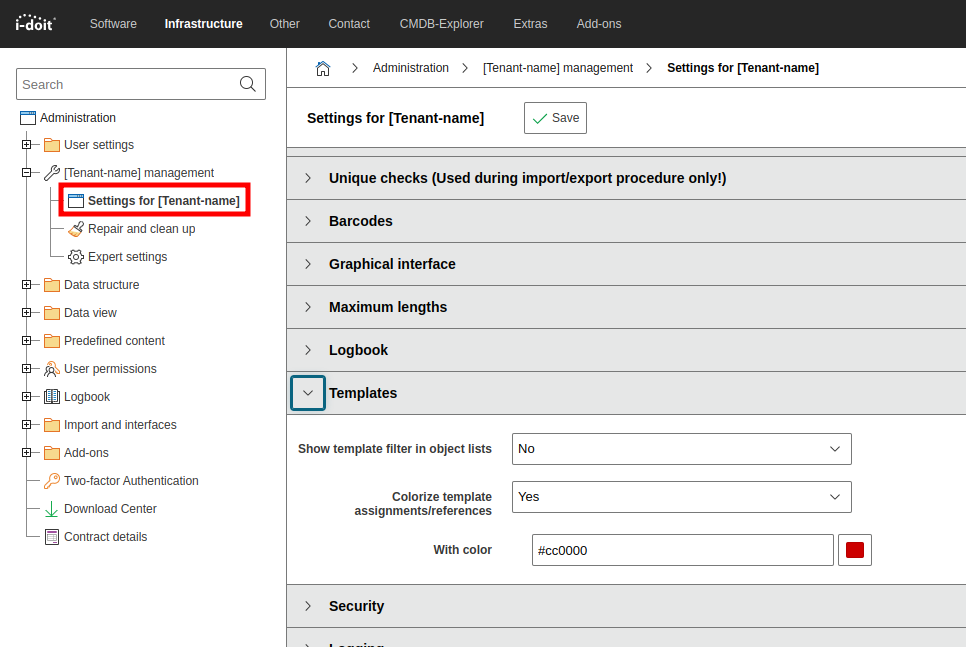 i-doit
Software
Infrastructure
Other
Contact
CMDB-Explorer
Extras
Add-ons
Search
Administration
User settings
[Tenant-name] management
Settings for [Tenant-name]
Repair and clean up
Expert settings
Data structure
Data view
Predefined content
User permissions
Logbook
Import and interfaces
Add-ons
Two-factor Authentication
Download Center
Contract details
Administration
[Tenant-name] management
Settings for [Tenant-name]
Settings for [Tenant-name]
Save
Unique checks (Used during import/export procedure only!)
Barcodes
Graphical interface
Maximum lengths
Logbook
Templates
Show template filter in object lists
No
Colorize template
assignments/references
Yes
With color
#cc0000
Security
Logging